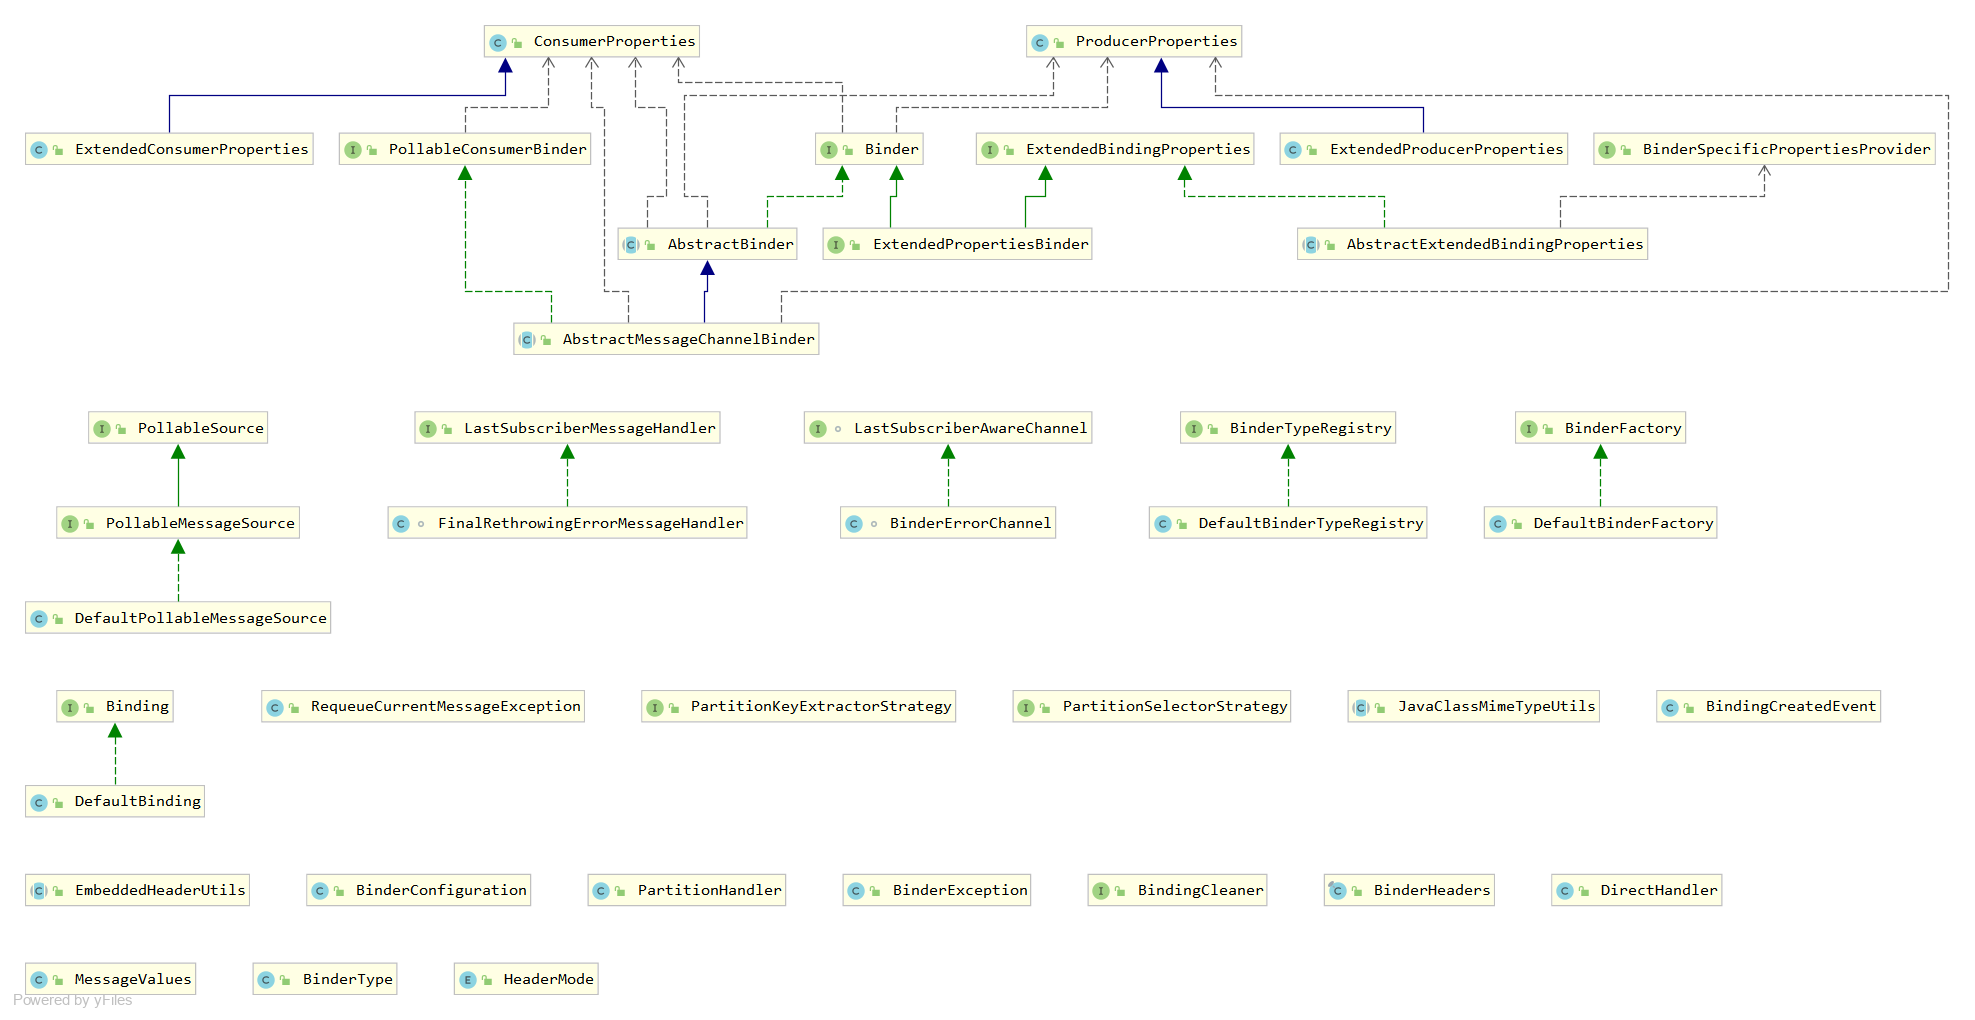 ConsumerProperties
ProducerProperties
ExtendedConsumerProperties
PollableConsumerBinder
Binder
ExtendedBindingProperties
ExtendedProducerProperties
BinderSpecificPropertiesProvider
AbstractBinder
ExtendedPropertiesBinder
AbstractExtendedBindingProperties
AbstractMessageChannelBinder
PollableSource
LastSubscriberMessageHandler
LastSubscriberAwareChannel
BinderTypeRegistry
BinderFactory
PollableMessageSource
FinalRethrowingErrorMessageHandler
BinderErrorChannel
DefaultBinderTypeRegistry
DefaultBinderFactory
DefaultPollableMessageSource
Binding
RequeueCurrentMessageException
PartitionKeyExtractorStrategy
PartitionSelectorStrategy
JavaClassMimeTypeUtils
BindingCreatedEvent
DefaultBinding
EmbeddedHeaderUtils
BinderConfiguration
PartitionHandler
BinderException
BindingCleaner
BinderHeaders
DirectHandler
MessageValues
BinderType
HeaderMode
Powered by yFiles